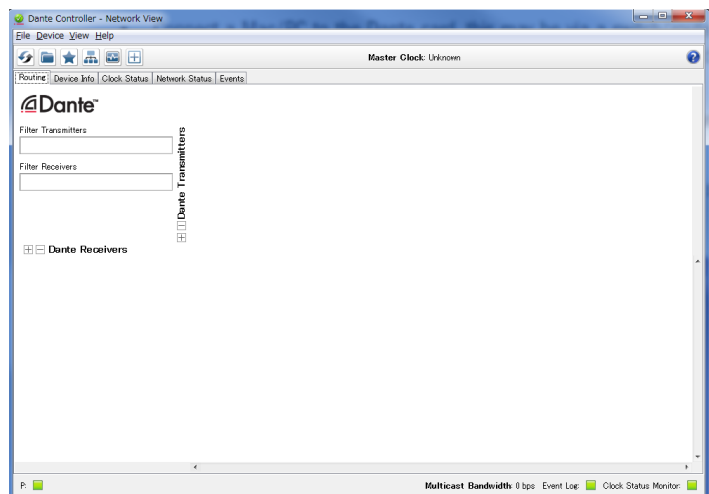 Dante Controller - Network View
File Device View Help
Master Clock: Unknown
Routing Device Info Clock Status Network Status Events
Dante™
Filter Transmitters
Filter Receivers
Dante Transmitters
Dante Receivers
P:
Multicast Bandwidth: 0 bps Event Log: Clock Status Monitor: